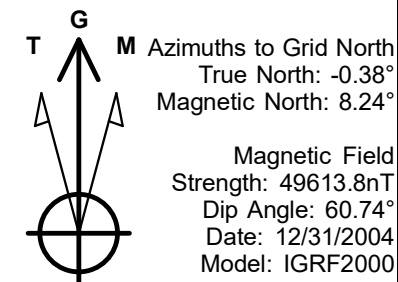 G
T M Azimuths to Grid North
True North: -0.38°
Magnetic North: 8.24°
Magnetic Field
Strength: 49613.8nT
Dip Angle: 60.74°
Date: 12/31/2004
Model: IGRF2000